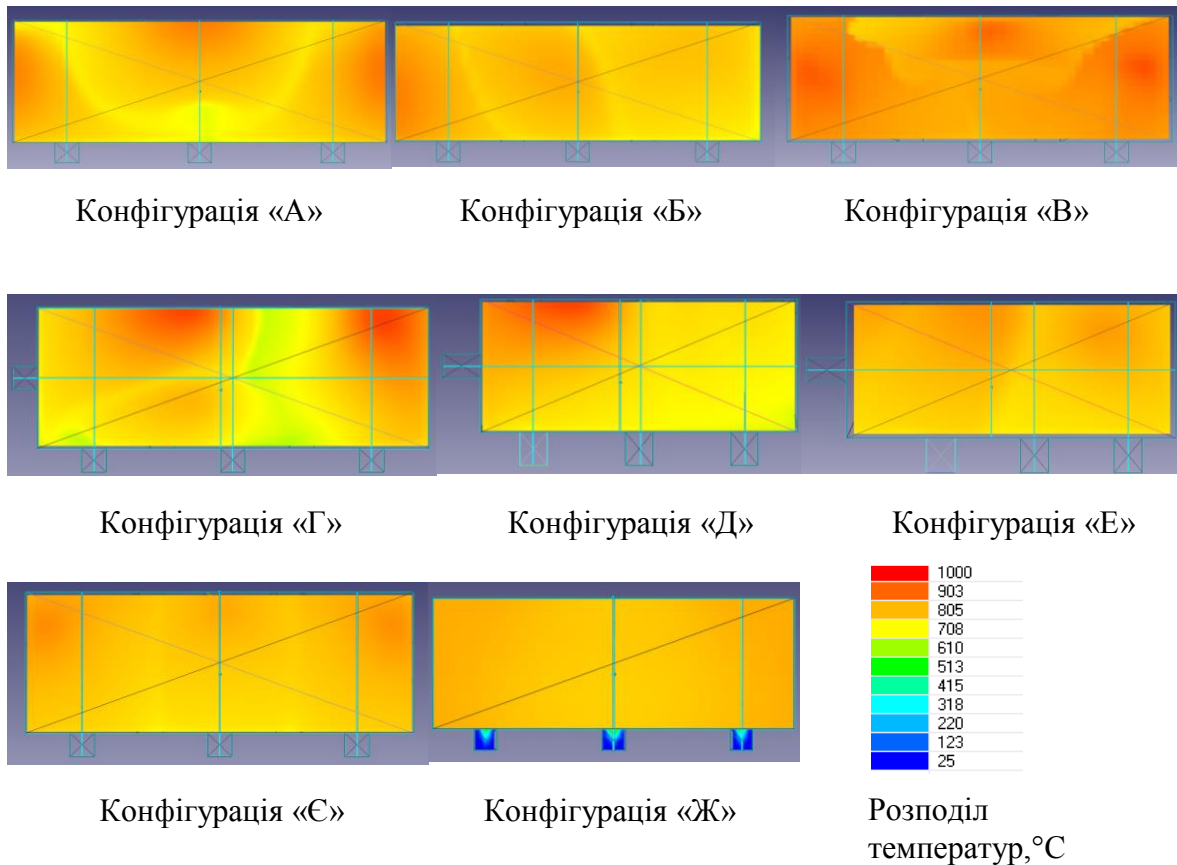 Конфігурація «А»
Конфігурація «Б»
Конфігурація «В»
Конфігурація «Г»
Конфігурація «Д»
Конфігурація «Е»
Конфігурація «Є»
Конфігурація «Ж»
1000
903
805
708
610
513
415
318
220
123
25
Розподіл
температур,°C